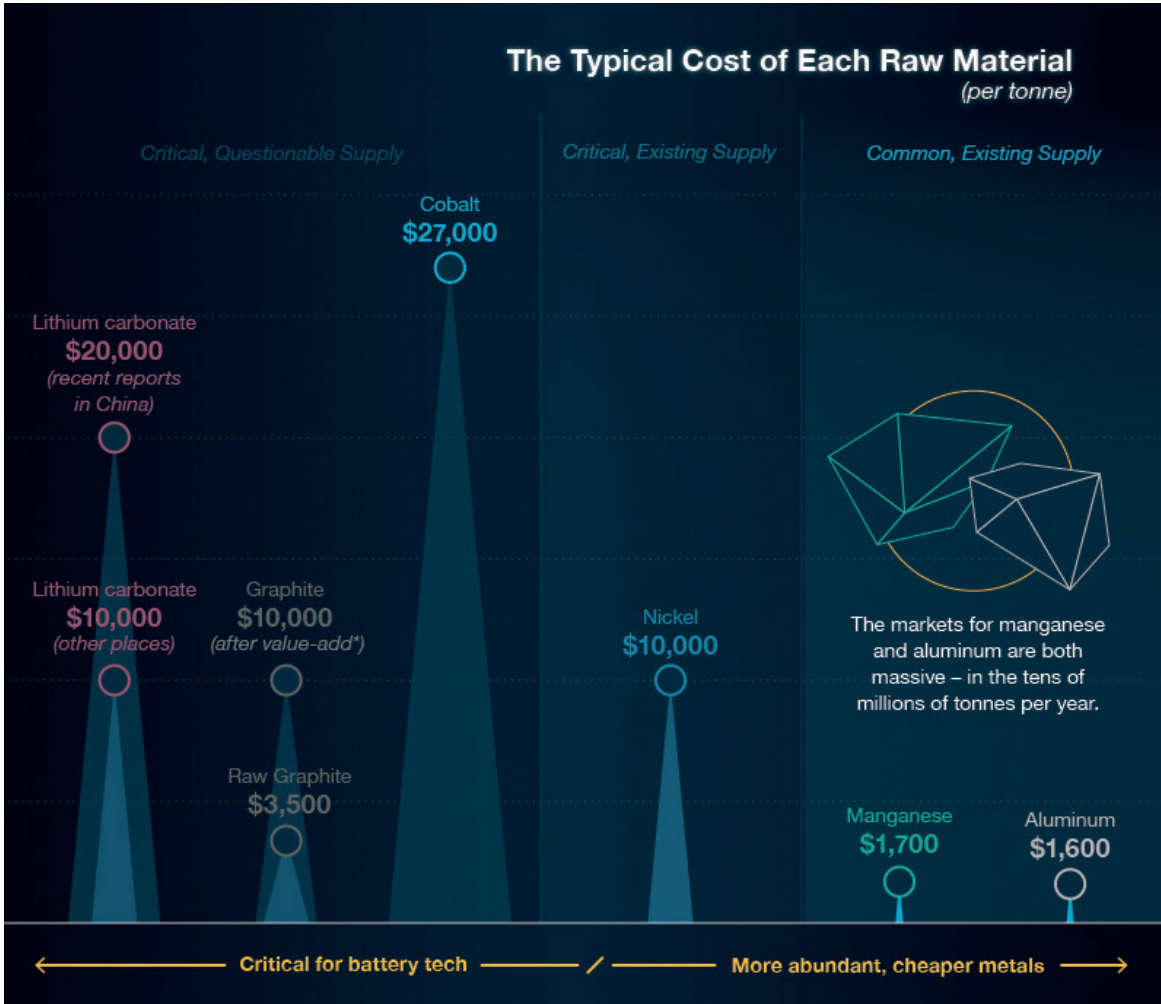 The Typical Cost of Each Raw Material
(per tonne)
Critical, Questionable Supply
Critical, Existing Supply
Common, Existing Supply
Cobalt
$27,000
Lithium carbonate
$20,000
(recent reports
in China)
Lithium carbonate
$10,000
(other places)
Graphite
$10,000
(after value-add*)
Raw Graphite
$3,500
Nickel
$10,000
The markets for manganese
and aluminum are both
massive – in the tens of
millions of tonnes per year.
Manganese
$1,700
Aluminum
$1,600
Critical for battery tech
/
More abundant, cheaper metals